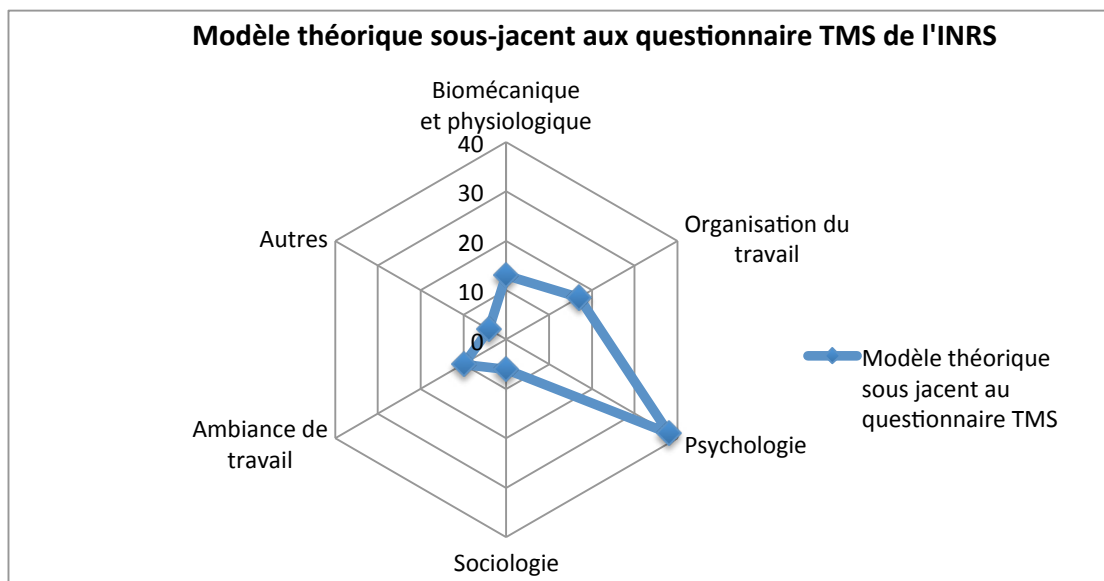 Modèle théorique sous-jacent aux questionnaire TMS de l'INRS
Biomécanique
et physiologique
40
30
20
10
0
Organisation du
travail
Psychologie
Sociologie
Ambiance de
travail
Autres
Modèle théorique
sous jacent au
questionnaire TMS